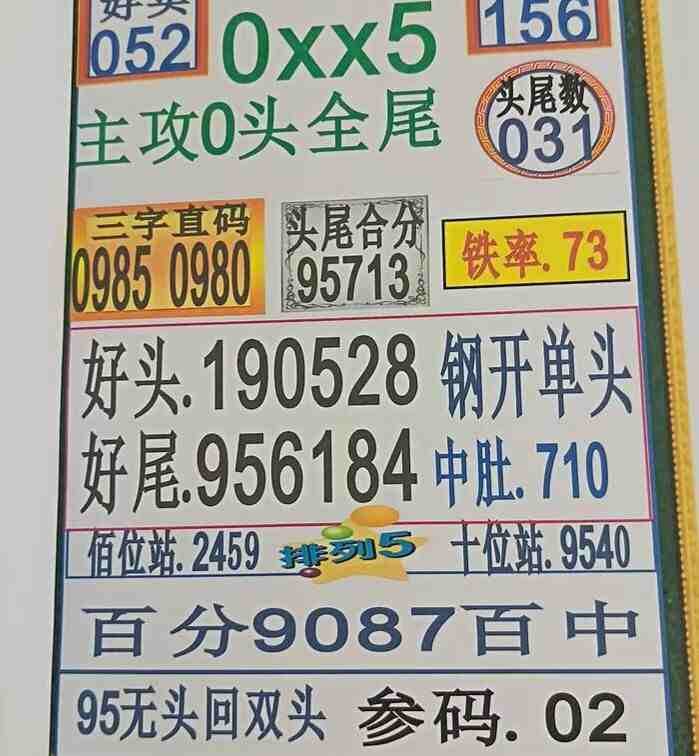 好头
052
0xx5
156
主攻0头全尾
头尾数
031
三字直码
0985 0980
头尾合分
95713
铁率.73
好头.190528
钢开单头
好尾.956184
中肚.710
佰位站.2459
排列5
十位站.9540
百分9087百中
95无头回双头
参码.02